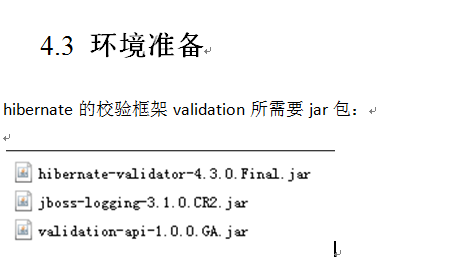 4.3 环境准备
hibernate 的校验框架 validation 所需要 jar 包：
hibernate-validator-4.3.0.Final.jar
jboss-logging-3.1.0.CR2.jar
validation-api-1.0.0.GA.jar